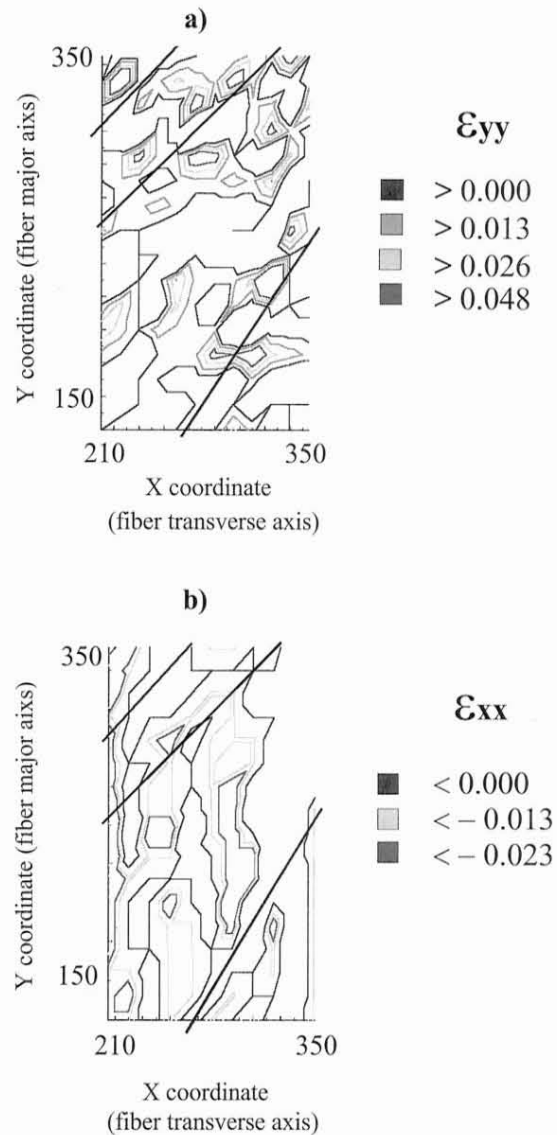 a)
350
150
210
350
Y coordinate (fiber major aixs)
X coordinate
(fiber transverse axis)
εyy
> 0.000
> 0.013
> 0.026
> 0.048
b)
350
150
210
350
Y coordinate (fiber major aixs)
X coordinate
(fiber transverse axis)
εxx
< 0.000
< – 0.013
< – 0.023